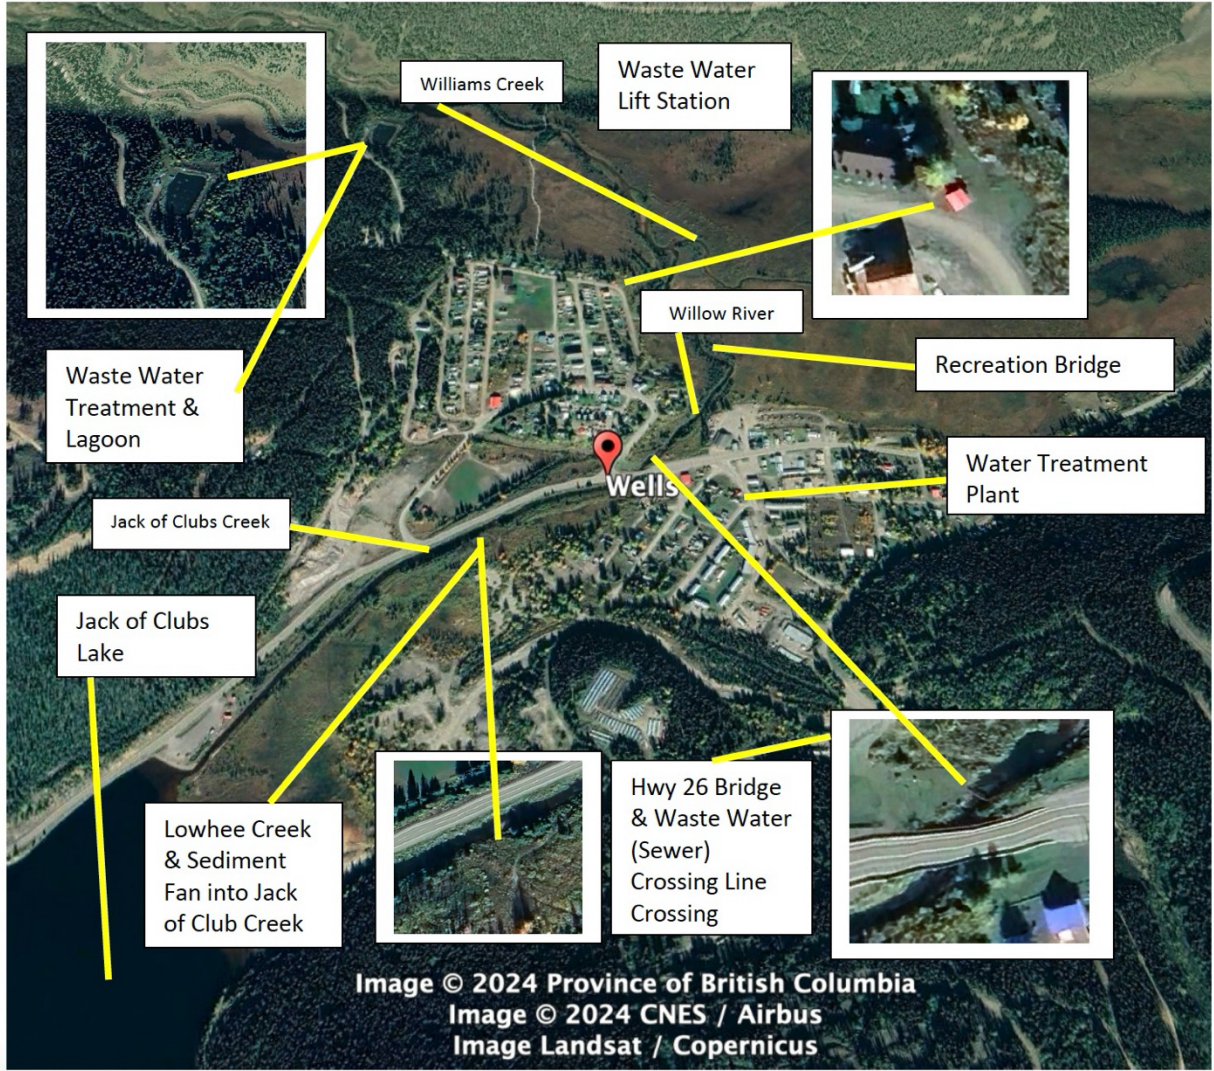 Williams Creek
Waste Water
Lift Station
Willow River
Recreation Bridge
Waste Water
Treatment &
Lagoon
Wells
Water Treatment
Plant
Jack of Clubs Creek
Jack of Clubs
Lake
Lowhee Creek
& Sediment
Fan into Jack
of Club Creek
Hwy 26 Bridge
& Waste Water
(Sewer)
Crossing Line
Crossing
Image © 2024 Province of British Columbia
Image © 2024 CNES / Airbus
Image Landsat / Copernicus